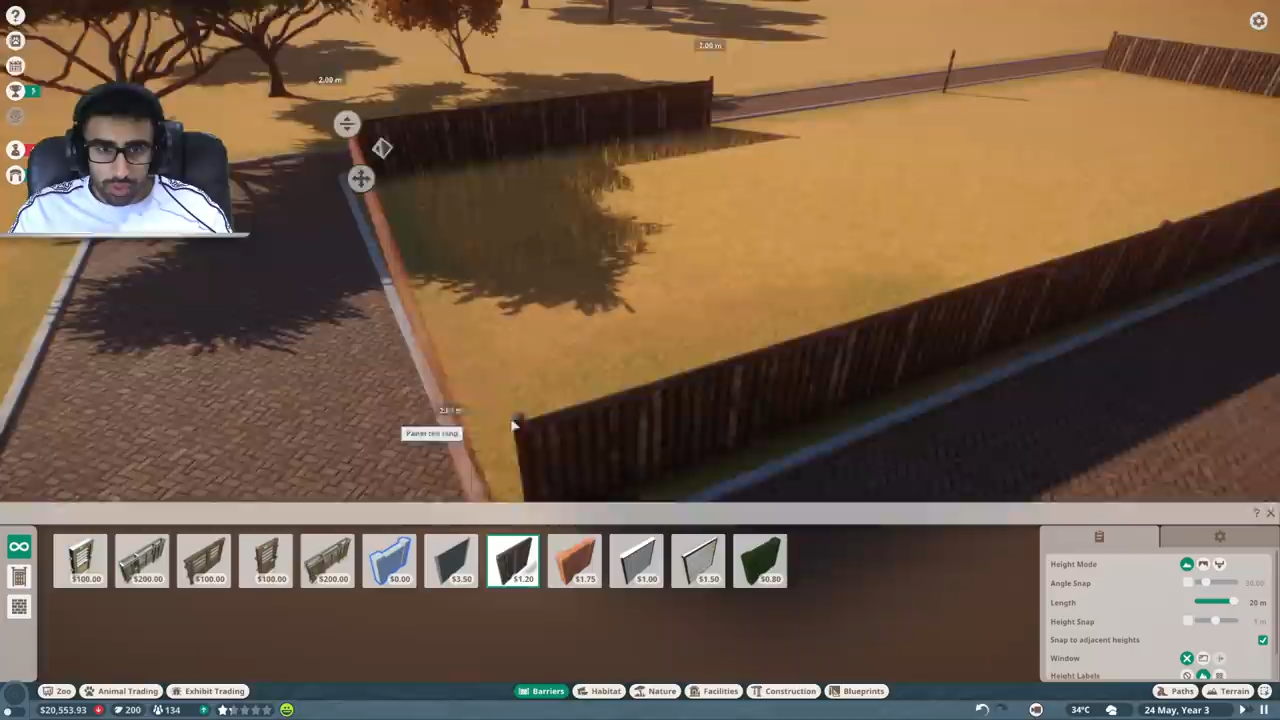 2.00 m
2.00 m
$100.00
$200.00
$100.00
$100.00
$200.00
$0.00
$3.50
$1.20
$1.75
$1.00
$1.50
$0.80
?
Height Mode
Angle Snap
30.00
Length
20 m
Height Snap
1 m
Snap to adjacent heights
Window
Height Labels
Zoo
Animal Trading
Exhibit Trading
Barriers
Habitat
Nature
Facilities
Construction
Blueprints
Paths
Terrain
$20,553.93
200
134
34°C
24 May, Year 3